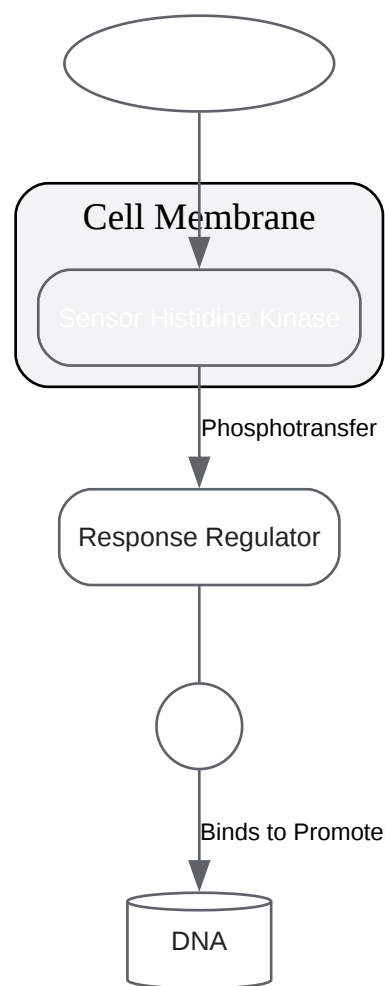 Cell Membrane
Sensor Histidine Kinase
Phosphotransfer
Response Regulator
Binds to Promote
DNA